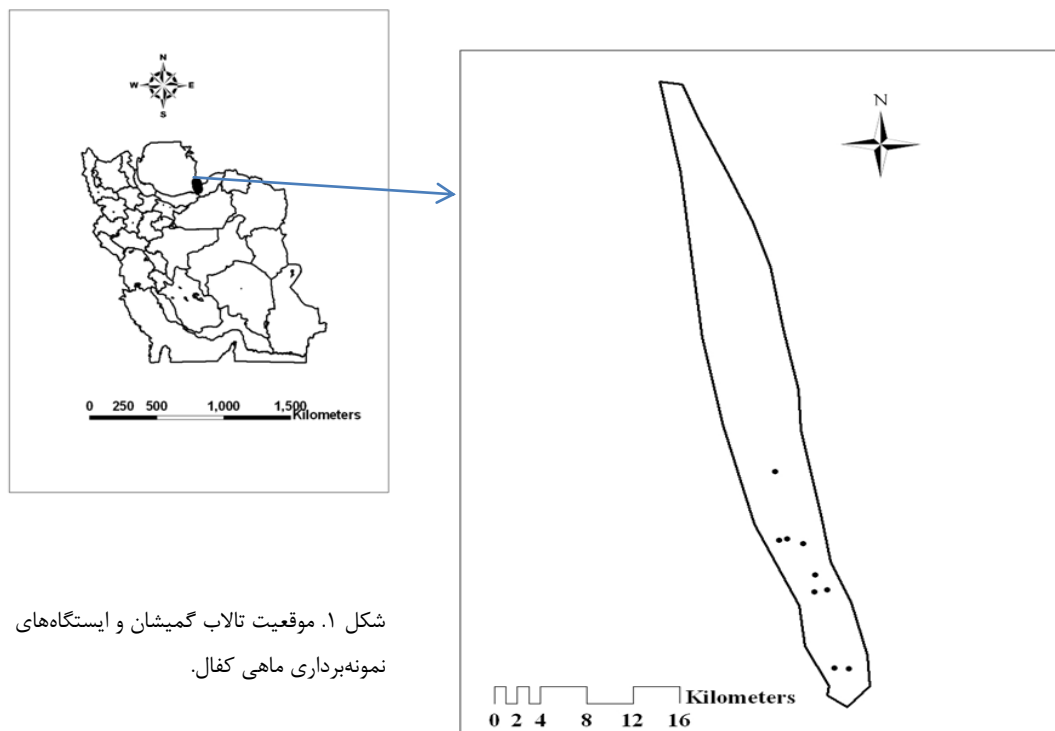 N
W E
S
0 250 500 1,000 1,500
Kilometers
N
Kilometers
0 2 4 8 12 16
شکل ۱. موقعیت تالاب گمیشان و ایستگاه‌های
نمونه‌برداری ماهی کفال.